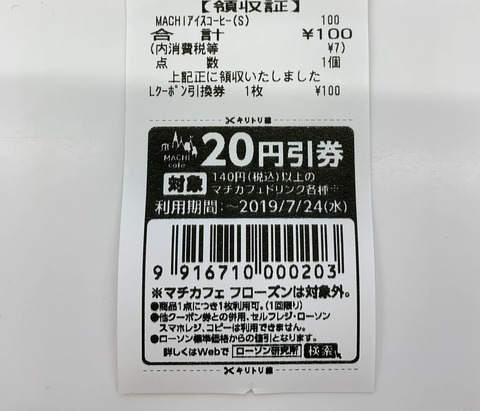 【領収証】
MACHIアイスコーヒー(S) 100
合計 ¥100
(内消費税等 ¥7)
点数 1個
上記正に領収いたしました
Lクーポン引換券 1枚 ¥100
キリトリ線
MACHI café
20円引券
対象
140円(税込)以上の
マチカフェドリンク各種※
利用期間:～2019/7/24(水)
9 916710 000203
※マチカフェ フローズンは対象外。
●商品1点につき1枚利用可。(1回限り)
●他クーポン券との併用、セルフレジ・ローソン
スマホレジ、コピーは利用できません。
●ローソン標準価格からの値引となります。
詳しくはWebで ローソン研究所 検索
キリトリ線